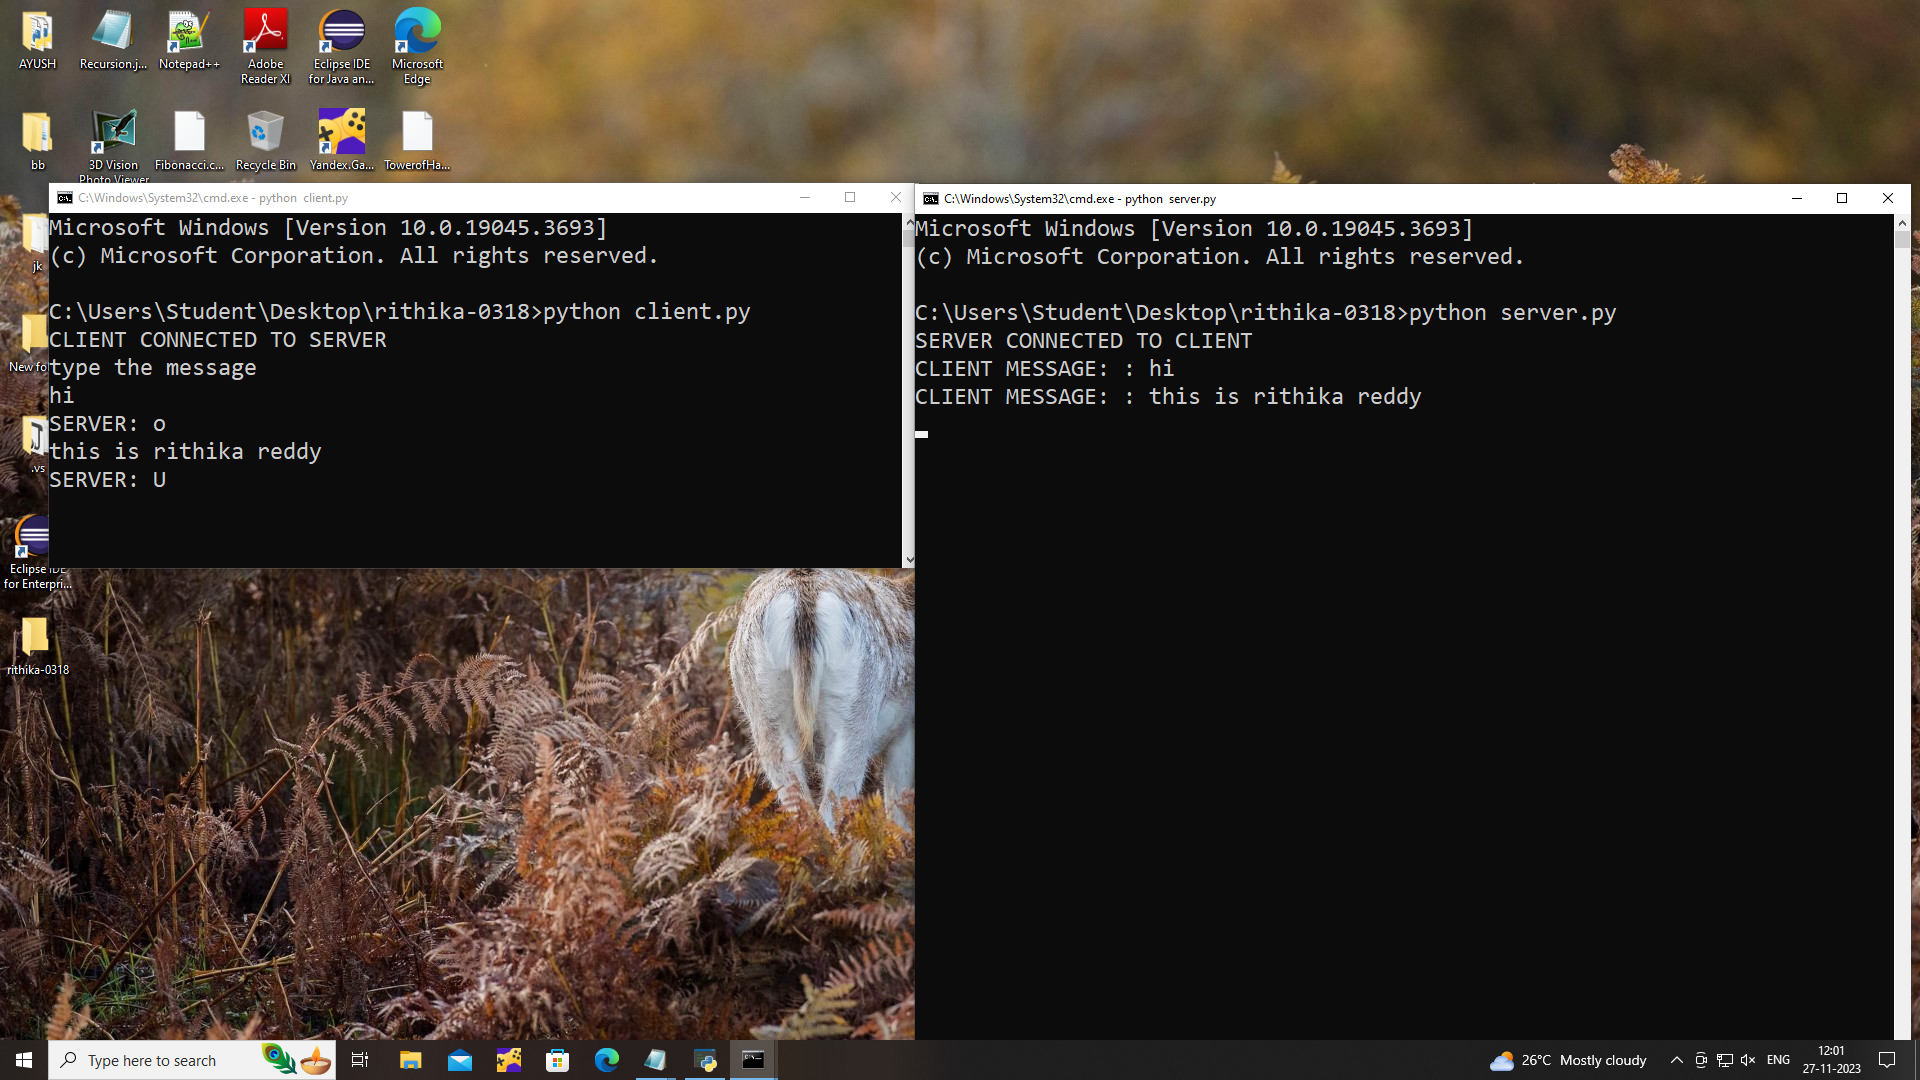 AYUSH
Recursion.j...
Notepad++
Adobe
Reader XI
Eclipse IDE
for Java an...
Microsoft
Edge
bb
3D Vision
Photo Viewer
Fibonacci.c...
Recycle Bin
Yandex.Ga...
TowerofHa...
jk
New fo
.vs
Eclipse IDE
for Enterpri...
rithika-0318
C:\Windows\System32\cmd.exe - python  client.py
Microsoft Windows [Version 10.0.19045.3693]
(c) Microsoft Corporation. All rights reserved.
C:\Users\Student\Desktop\rithika-0318>python client.py
CLIENT CONNECTED TO SERVER
type the message
hi
SERVER: o
this is rithika reddy
SERVER: U
C:\Windows\System32\cmd.exe - python  server.py
Microsoft Windows [Version 10.0.19045.3693]
(c) Microsoft Corporation. All rights reserved.
C:\Users\Student\Desktop\rithika-0318>python server.py
SERVER CONNECTED TO CLIENT
CLIENT MESSAGE: : hi
CLIENT MESSAGE: : this is rithika reddy
Type here to search
26°C Mostly cloudy
ENG
12:01
27-11-2023